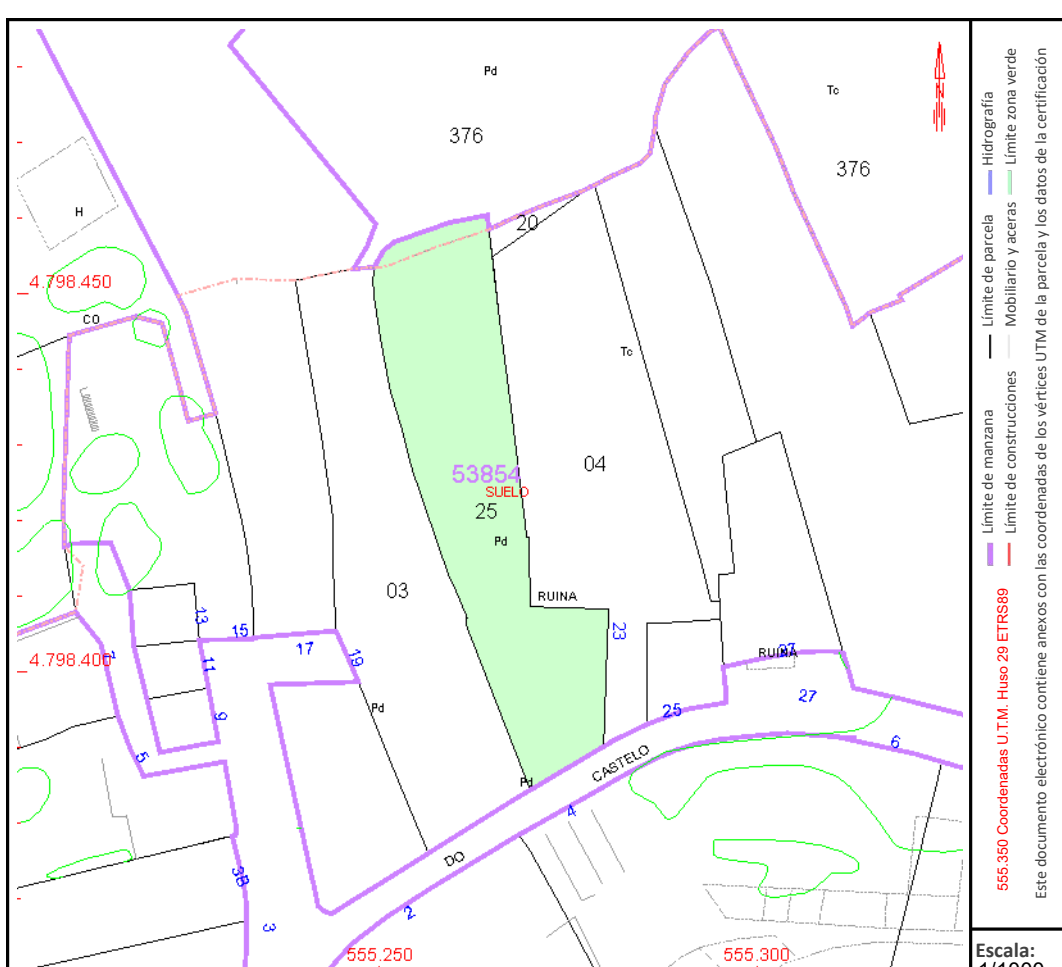 Pd
Tc
376
376
H
20
4.798.450
CO
Tc
53854
04
SUELO
25
Pd
03
RUINA
13
15
23
17
19
11
7
4.798.400
RUINA
27
27
Pd
25
9
5
6
CASTELO
Pd
4
DO
3B
2
3
555.250
555.300
N
Límite de manzana
Límite de parcela
Hidrografía
Límite de construcciones
Mobiliario y aceras
Límite zona verde
555.350 Coordenadas U.T.M. Huso 29 ETRS89
Este documento electrónico contiene anexos con las coordenadas de los vértices UTM de la parcela y los datos de la certificación
Escala:
1/1000